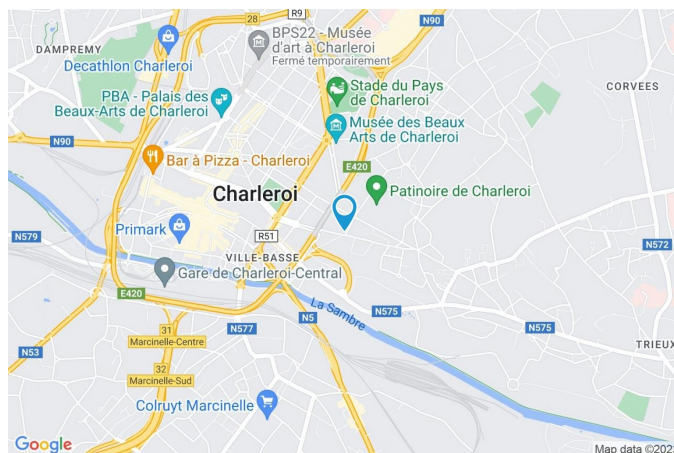 28
R9
N90
DAMPREMY
BPS22 - Musée
d'art à Charleroi
Fermé temporairement
Decathlon Charleroi
CORVEES
PBA - Palais des
Beaux-Arts de Charleroi
Stade du Pays
de Charleroi
Musée des Beaux
Arts de Charleroi
N90
Bar à Pizza - Charleroi
E420
Patinoire de Charleroi
Charleroi
Primark
R51
N579
VILLE-BASSE
N572
Gare de Charleroi-Central
E420
La Sambre
N575
N5
N575
31
Marcinelle-Centre
N577
TRIEUX
N53
32
Marcinelle-Sud
Colruyt Marcinelle
Google